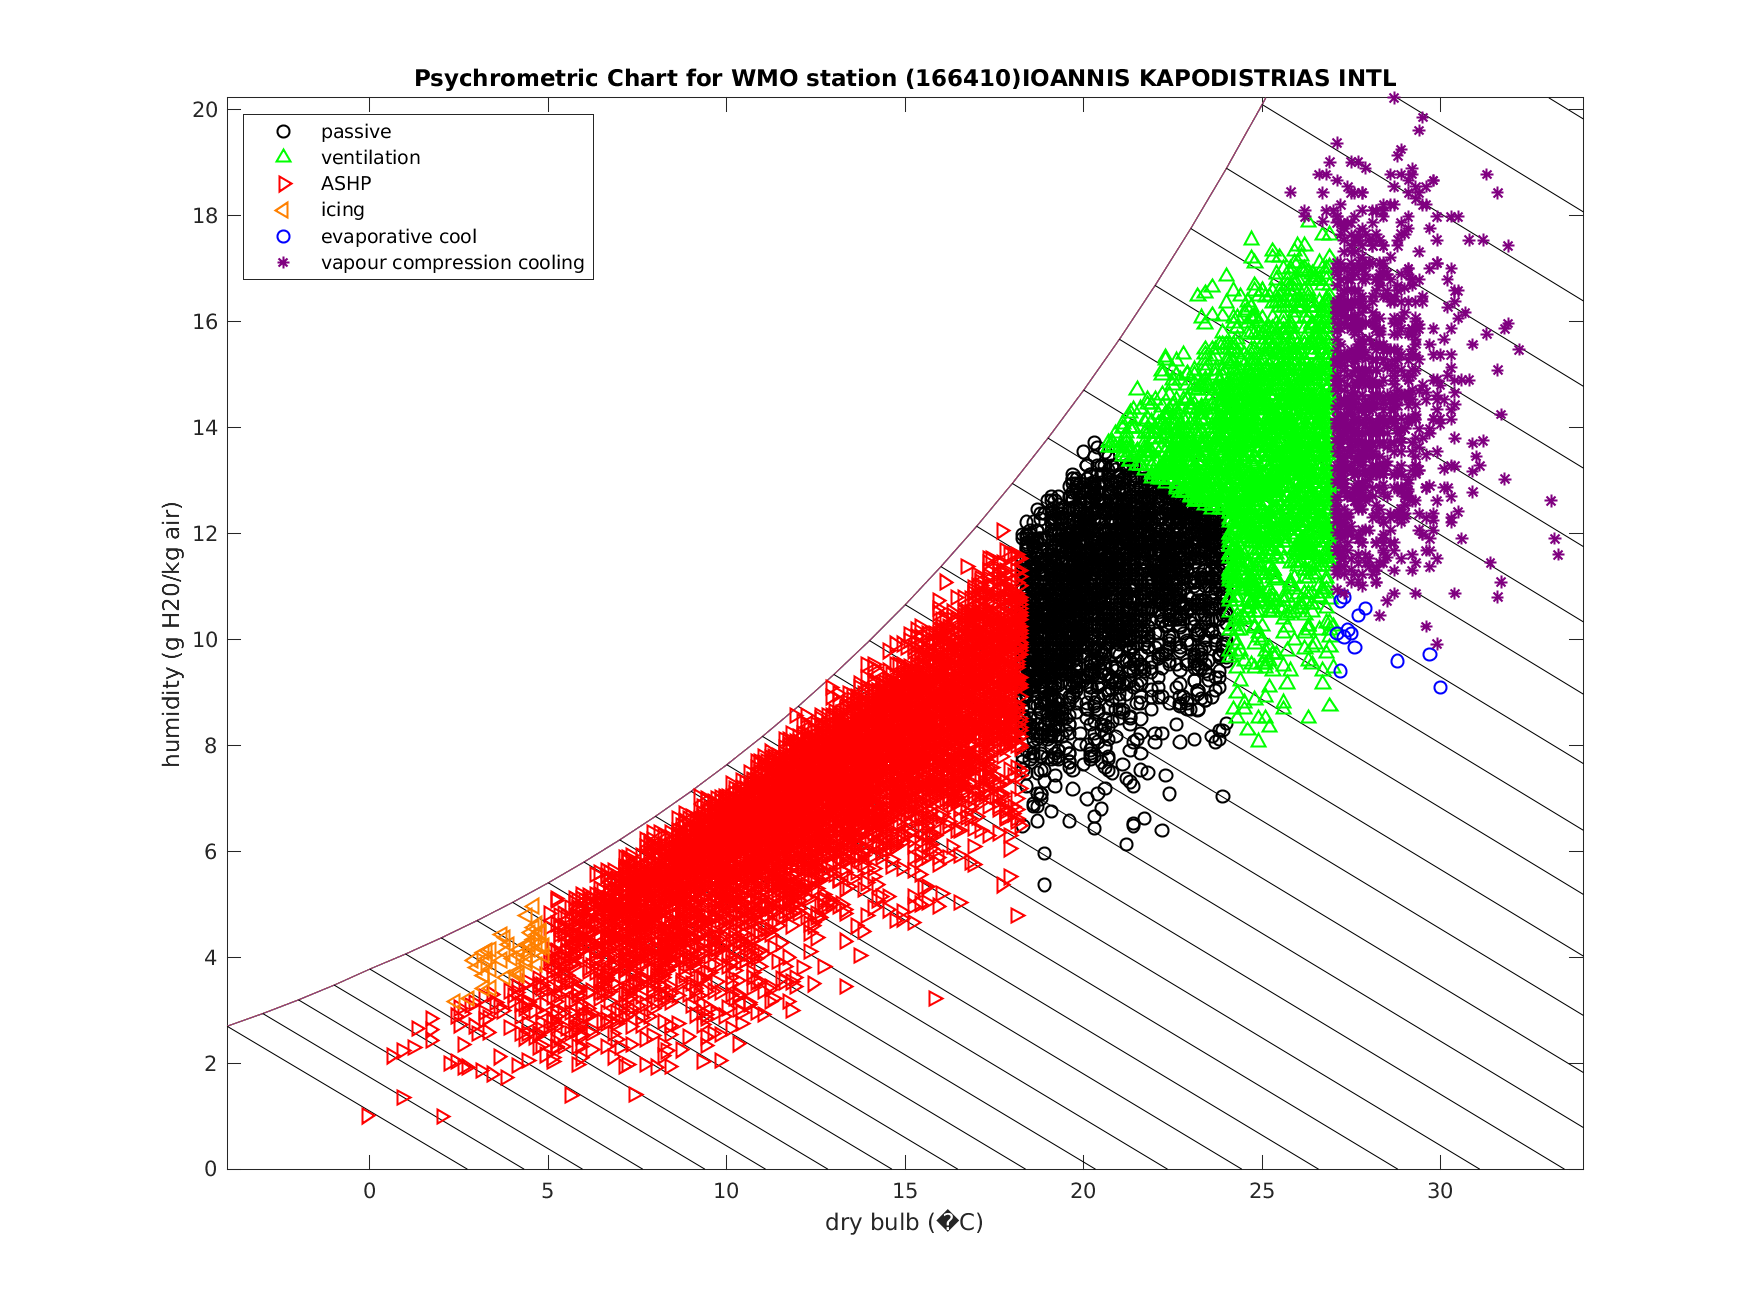 Psychrometric Chart for WMO station (166410)IOANNIS KAPODISTRIAS INTL
passive
ventilation
ASHP
icing
evaporative cool
vapour compression cooling
20
18
16
14
12
10
8
6
4
2
0
humidity (g H20/kg air)
0 5 10 15 20 25 30
dry bulb (�C)